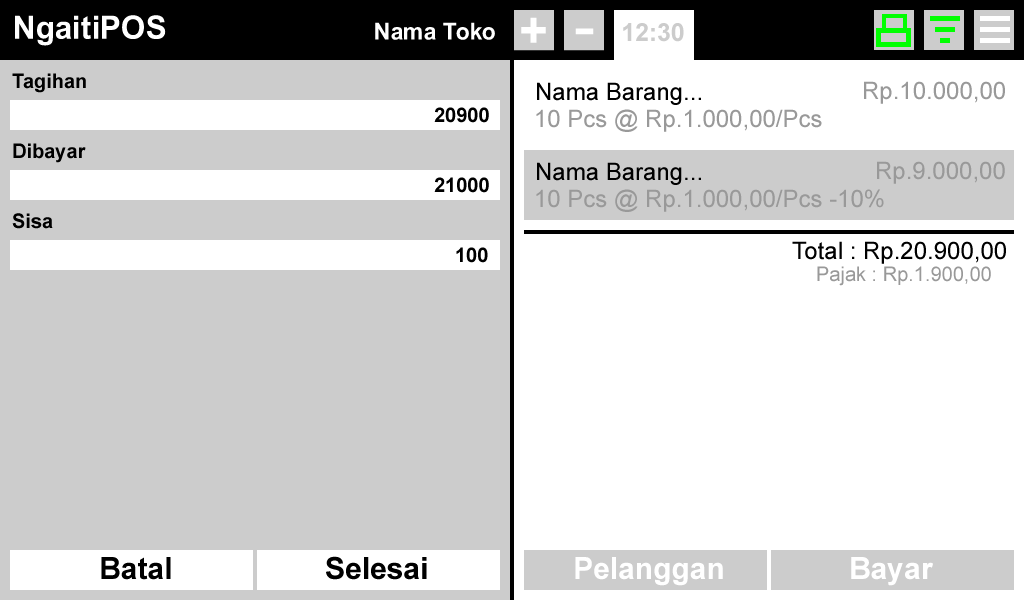 NgaitiPOS
Nama Toko
+
-
12:30
Tagihan
20900
Dibayar
21000
Sisa
100
Batal
Selesai
Nama Barang... Rp.10.000,00
10 Pcs @ Rp.1.000,00/Pcs
Nama Barang... Rp.9.000,00
10 Pcs @ Rp.1.000,00/Pcs -10%
Total : Rp.20.900,00
Pajak : Rp.1.900,00
Pelanggan
Bayar